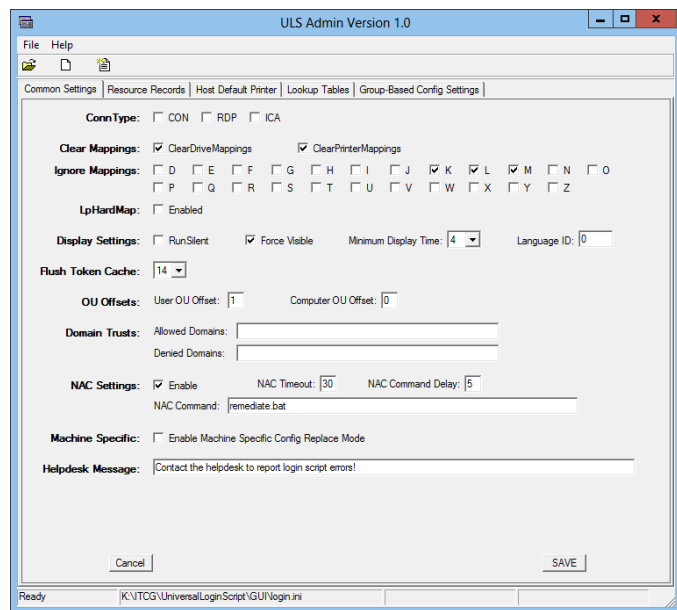 ULS Admin Version 1.0
File Help
Common Settings Resource Records Host Default Printer Lookup Tables Group-Based Config Settings
ConnType: CON RDP ICA
Clear Mappings: ClearDriveMappings ClearPrinterMappings
Ignore Mappings: D E F G H I J K L M N O
P Q R S T U V W X Y Z
LpHardMap: Enabled
Display Settings: RunSilent Force Visible Minimum Display Time: 4 Language ID: 0
Flush Token Cache: 14
OU Offsets: User OU Offset: 1 Computer OU Offset: 0
Domain Trusts: Allowed Domains:
Denied Domains:
NAC Settings: Enable NAC Timeout: 30 NAC Command Delay: 5
NAC Command: remediate.bat
Machine Specific: Enable Machine Specific Config Replace Mode
Helpdesk Message: Contact the helpdesk to report login script errors!
Cancel SAVE
Ready K:\ITCG\UniversalLoginScript\GUI\login.ini